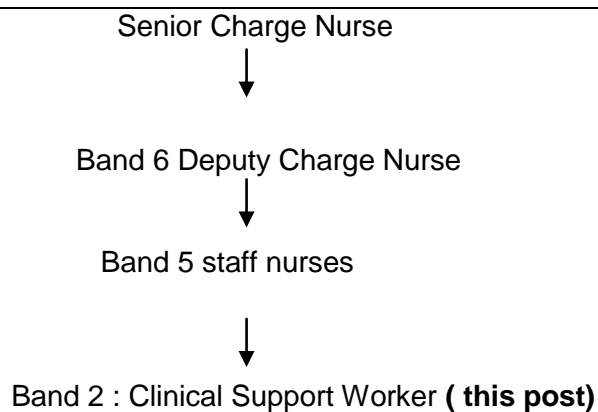 Senior Charge Nurse
Band 6 Deputy Charge Nurse
Band 5 staff nurses
Band 2 : Clinical Support Worker ( this post)